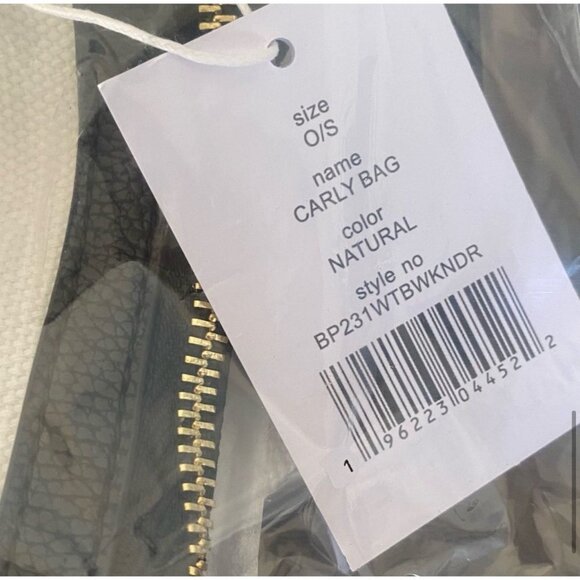 size
O/S
name
CARLY BAG
color
NATURAL
style no
BP231WTBWKNDR
1 96223 04452 2